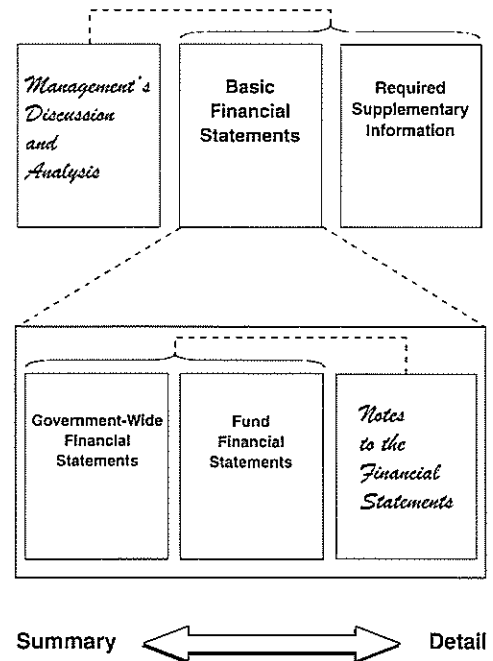 Management's
Discussion
and
Analysis
Basic
Financial
Statements
Required
Supplementary
Information
Government-Wide
Financial
Statements
Fund
Financial
Statements
Notes
to the
Financial
Statements
Summary
Detail